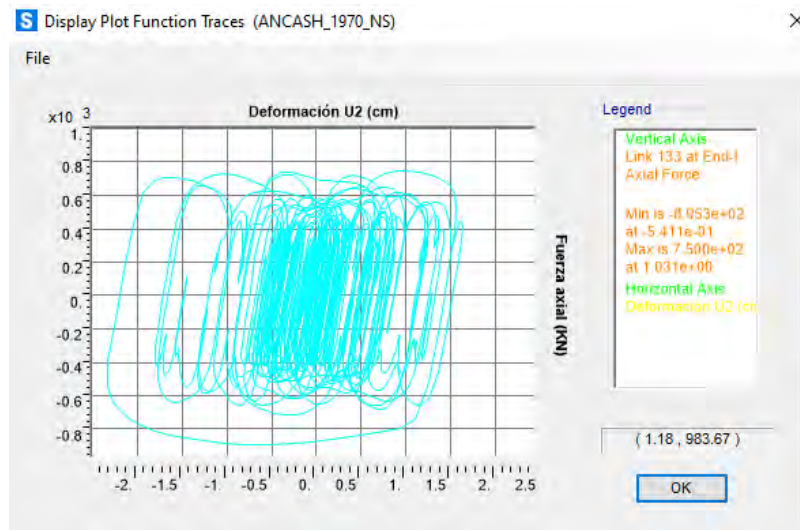 S Display Plot Function Traces (ANCASH_1970_NS)
File
Deformación U2 (cm)
x10 3
1.
0.8
0.6
0.4
0.2
0.
-0.2
-0.4
-0.6
-0.8
-2. -1.5 -1. -0.5 0. 0.5 1. 1.5 2. 2.5
Fuerza axial (KN)
Legend
Vertical Axis
Link 133 at End-I
Axial Force
Min is
at -5.411e-01
Max is 7.500e+02
at 1.031e+00
Horizontal Axis
Deformación U2 (cm
( 1.18 , 983.67 )
OK